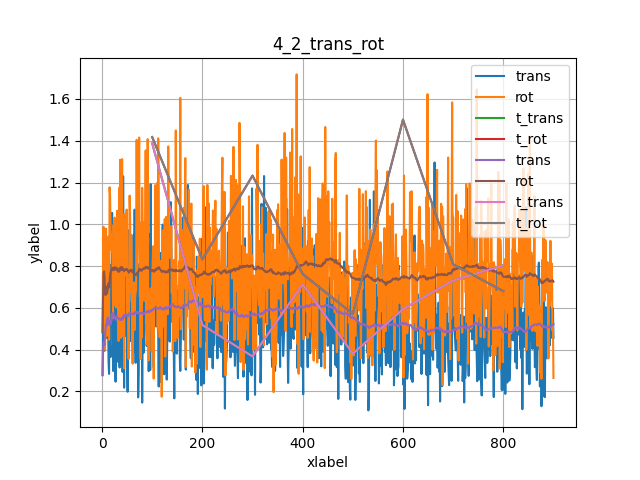 4_2_trans_rot
trans
rot
t_trans
t_rot
trans
rot
t_trans
t_rot
ylabel
1.6
1.4
1.2
1.0
0.8
0.6
0.4
0.2
0 200 400 600 800
xlabel